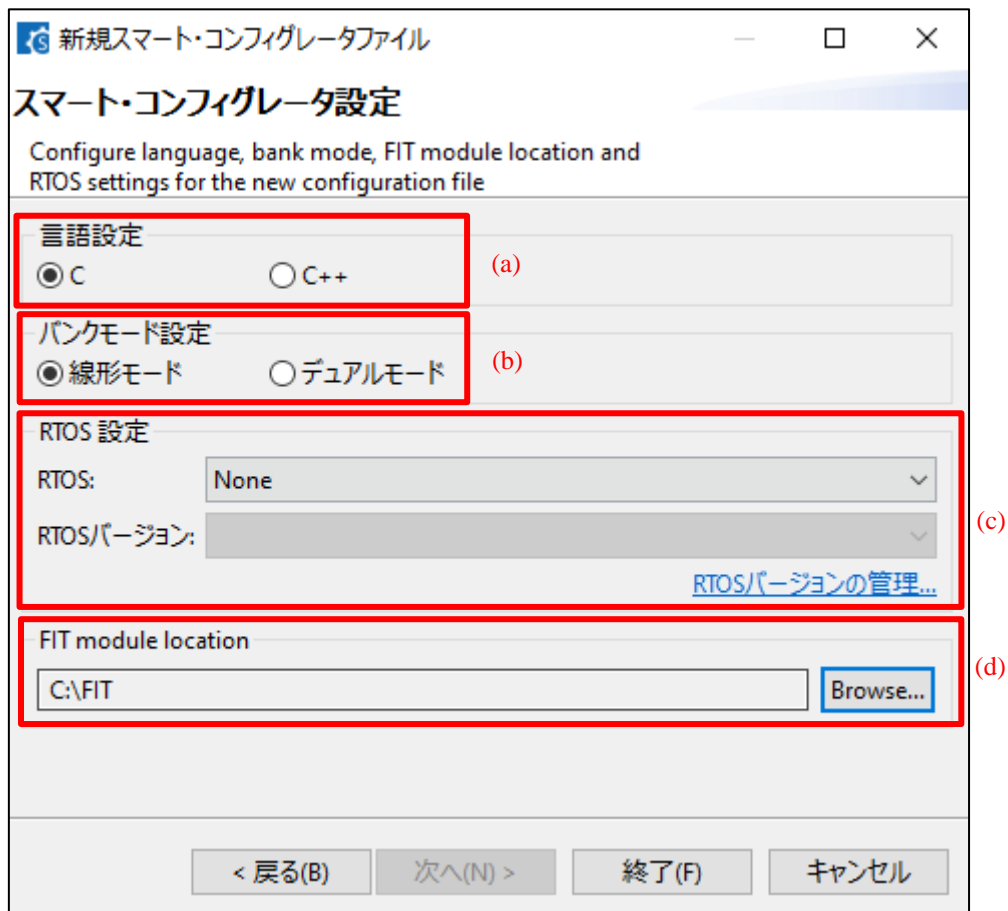 新規スマート・コンフィグレータファイル
スマート・コンフィグレータ設定
Configure language, bank mode, FIT module location and
RTOS settings for the new configuration file
言語設定
C C++ (a)
バンクモード設定
線形モード デュアルモード (b)
RTOS 設定
RTOS: None
RTOSバージョン: (c)
RTOSバージョンの管理...
FIT module location
C:\FIT Browse... (d)
< 戻る(B) 次へ(N) > 終了(F) キャンセル